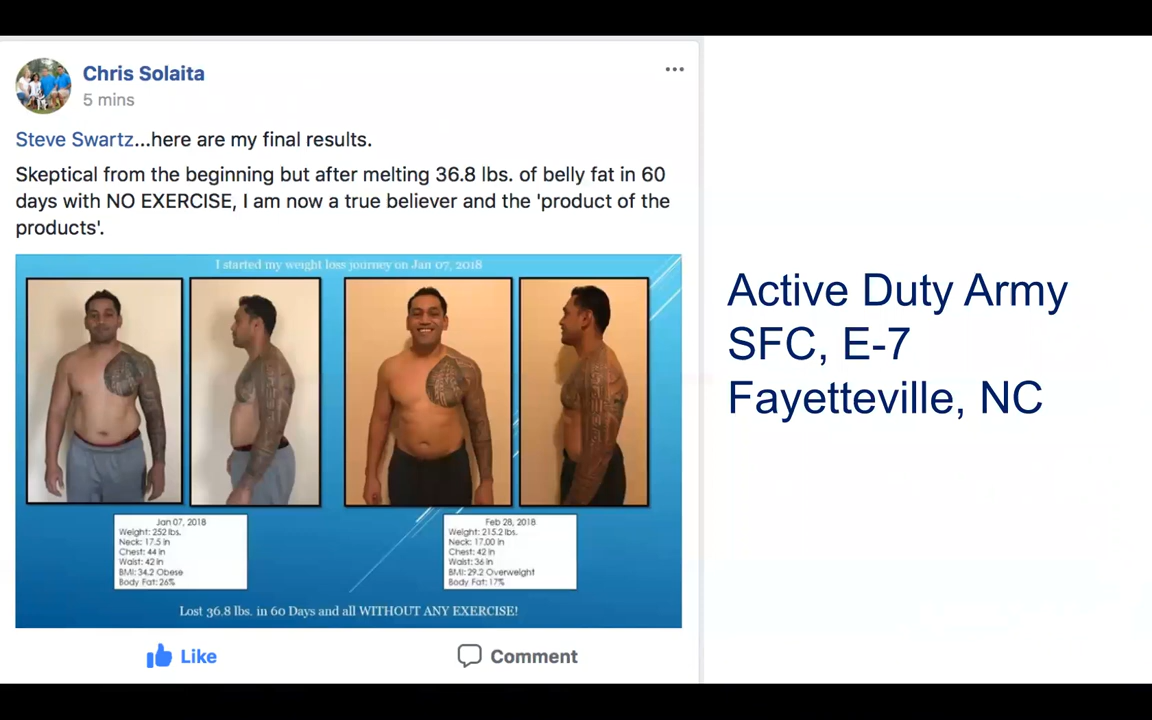 Chris Solaita
5 mins
Steve Swartz...here are my final results.
Skeptical from the beginning but after melting 36.8 lbs. of belly fat in 60
days with NO EXERCISE, I am now a true believer and the 'product of the
products'.
I started my weight loss journey on Jan 07, 2018
Jan 07, 2018
Weight: 252 lbs.
Neck: 17.5 in
Chest: 44 in
Waist: 42 in
BMI: 34.2 Obese
Body Fat: 26%
Feb 28, 2018
Weight: 215.2 lbs.
Neck: 17.00 in
Chest: 42 in
Waist: 36 in
BMI: 29.2 Overweight
Body Fat: 17%
Lost 36.8 lbs. in 60 Days and all WITHOUT ANY EXERCISE!
Like
Comment
Active Duty Army
SFC, E-7
Fayetteville, NC